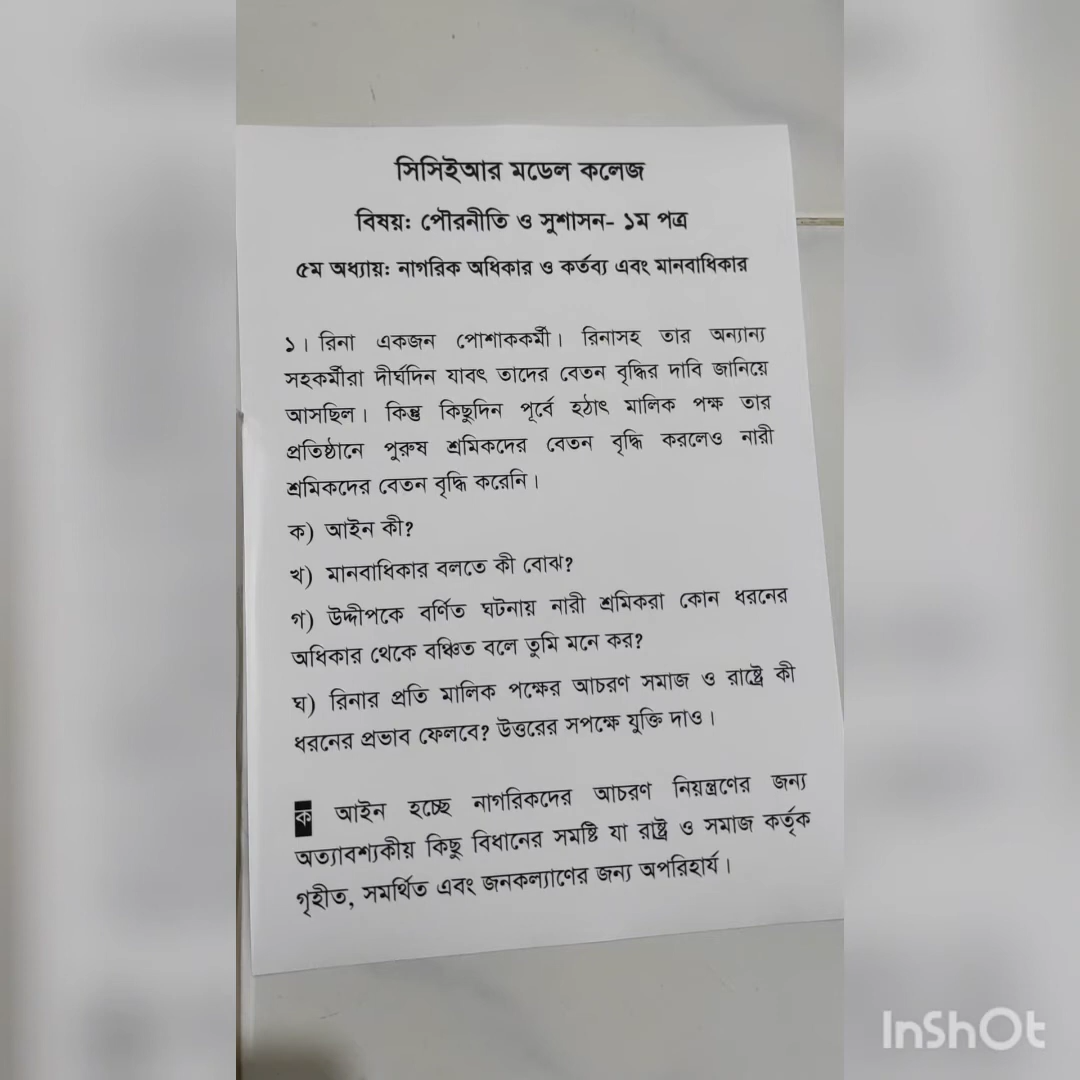 সিসিইআর মডেল কলেজ
বিষয়: পৌরনীতি ও সুশাসন- ১ম পত্র
৫ম অধ্যায়: নাগরিক অধিকার ও কর্তব্য এবং মানবাধিকার
১। রিনা একজন পোশাককর্মী। রিনাসহ তার অন্যান্য
সহকর্মীরা দীর্ঘদিন যাবৎ তাদের বেতন বৃদ্ধির দাবি জানিয়ে
আসছিল। কিন্তু কিছুদিন পূর্বে হঠাৎ মালিক পক্ষ তার
প্রতিষ্ঠানে পুরুষ শ্রমিকদের বেতন বৃদ্ধি করলেও নারী
শ্রমিকদের বেতন বৃদ্ধি করেনি।
ক) আইন কী?
খ) মানবাধিকার বলতে কী বোঝ?
গ) উদ্দীপকে বর্ণিত ঘটনায় নারী শ্রমিকরা কোন ধরনের
অধিকার থেকে বঞ্চিত বলে তুমি মনে কর?
ঘ) রিনার প্রতি মালিক পক্ষের আচরণ সমাজ ও রাষ্ট্রে কী
ধরনের প্রভাব ফেলবে? উত্তরের সপক্ষে যুক্তি দাও।
ক আইন হচ্ছে নাগরিকদের আচরণ নিয়ন্ত্রণের জন্য
অত্যাবশ্যকীয় কিছু বিধানের সমষ্টি যা রাষ্ট্র ও সমাজ কর্তৃক
গৃহীত, সমর্থিত এবং জনকল্যাণের জন্য অপরিহার্য।
InShOt